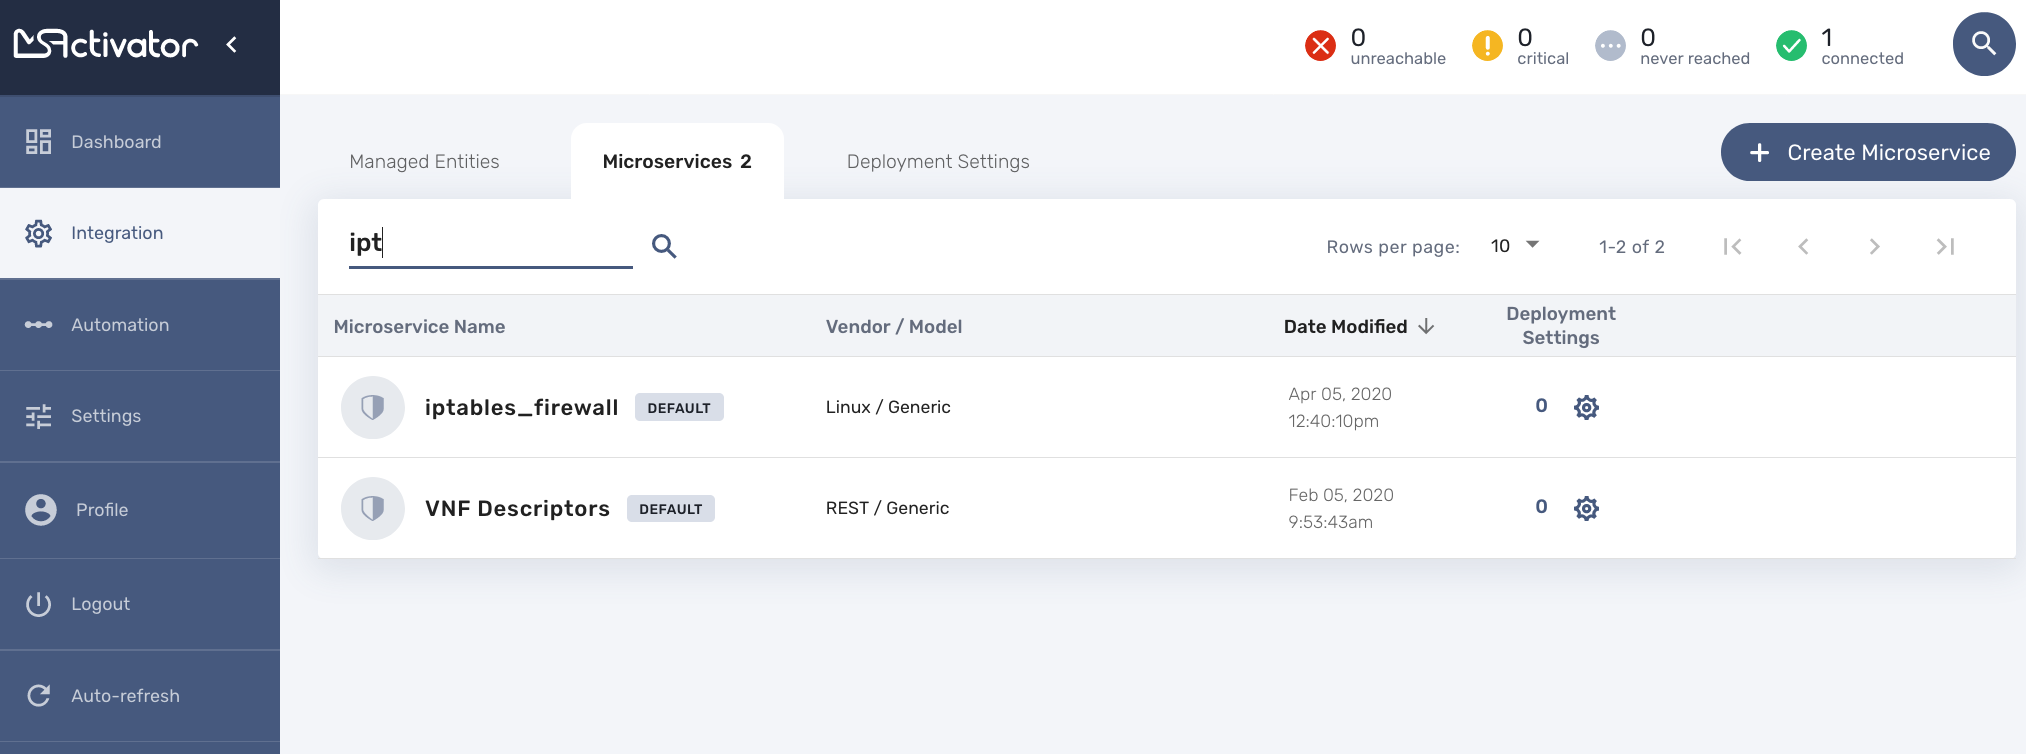 MSActivator
0
unreachable
0
critical
0
never reached
1
connected
Dashboard
Integration
Automation
Settings
Profile
Logout
Auto-refresh
Managed Entities
Microservices 2
Deployment Settings
+ Create Microservice
ipt
Rows per page: 10
1-2 of 2
Microservice Name
Vendor / Model
Date Modified
Deployment
Settings
iptables_firewall DEFAULT
Linux / Generic
Apr 05, 2020
12:40:10pm
0
VNF Descriptors DEFAULT
REST / Generic
Feb 05, 2020
9:53:43am
0